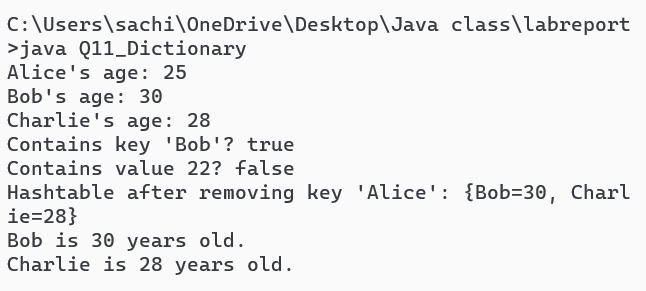 C:\Users\sachi\OneDrive\Desktop\Java class\labreport
>java Q11_Dictionary
Alice's age: 25
Bob's age: 30
Charlie's age: 28
Contains key 'Bob'? true
Contains value 22? false
Hashtable after removing key 'Alice': {Bob=30, Charl
ie=28}
Bob is 30 years old.
Charlie is 28 years old.